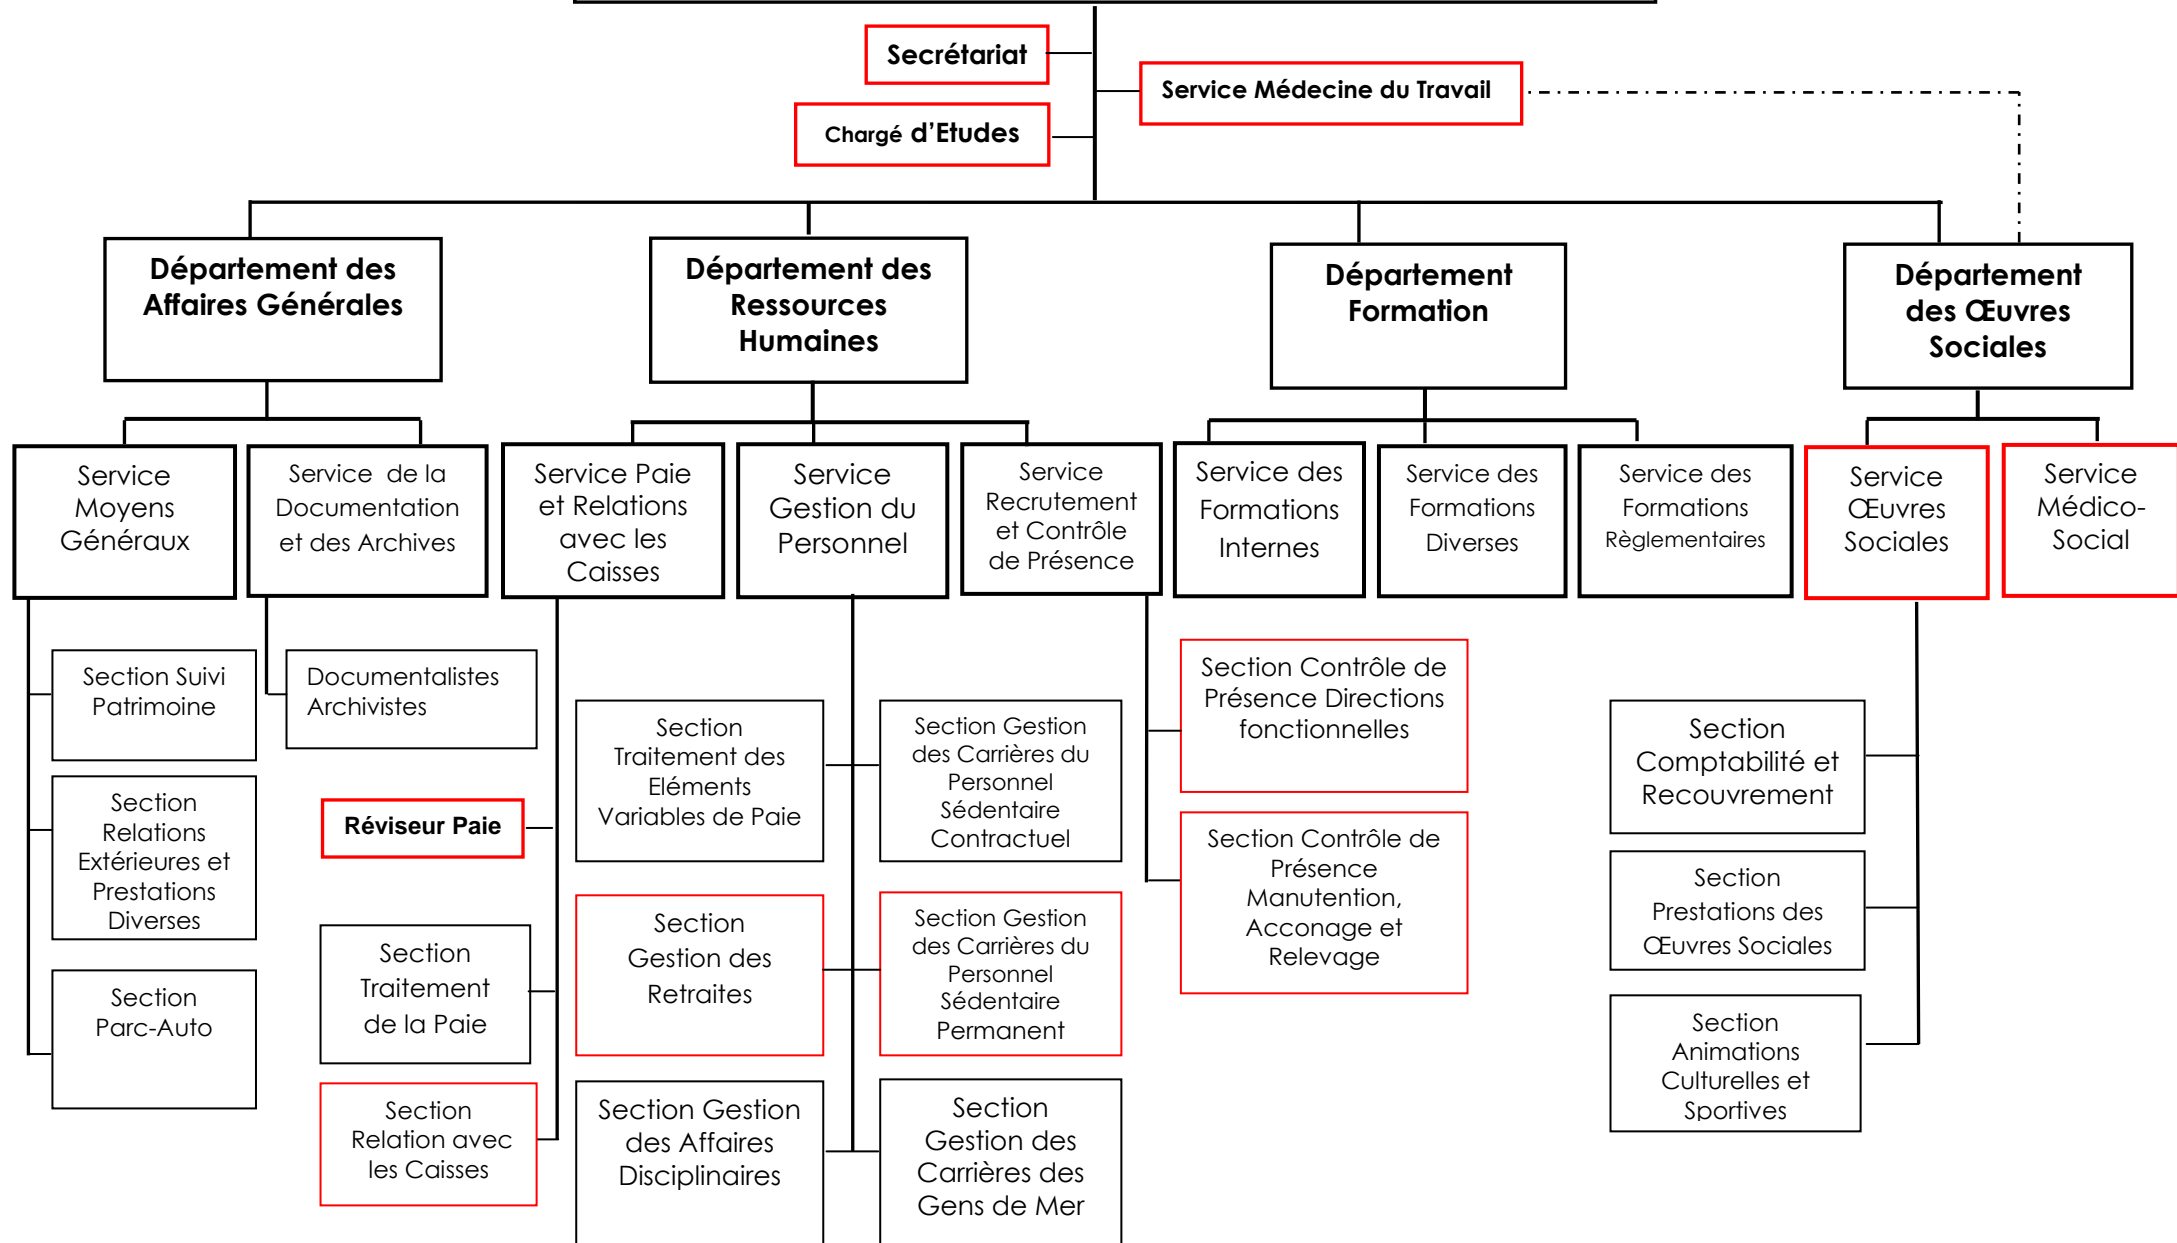 Secrétariat
Service Médecine du Travail
Chargé d'Etudes
Département des
Affaires Générales
Département des
Ressources
Humaines
Département
Formation
Département
des Œuvres
Sociales
Service
Moyens
Généraux
Service de la
Documentation
et des Archives
Service Paie
et Relations
avec les
Caisses
Service
Gestion du
Personnel
Service
Recrutement
et Contrôle
de Présence
Service des
Formations
Internes
Service des
Formations
Diverses
Service des
Formations
Règlementaires
Service
Œuvres
Sociales
Service
Médico-
Social
Section Suivi
Patrimoine
Section
Relations
Extérieures et
Prestations
Diverses
Section
Parc-Auto
Documentalistes
Archivistes
Réviseur Paie
Section
Traitement
de la Paie
Section
Relation avec
les Caisses
Section
Traitement des
Eléments
Variables de Paie
Section
Gestion des
Retraites
Section Gestion
des Affaires
Disciplinaires
Section Gestion
des Carrières du
Personnel
Sédentaire
Contractuel
Section Gestion
des Carrières du
Personnel
Sédentaire
Permanent
Section
Gestion des
Carrières des
Gens de Mer
Section Contrôle de
Présence Directions
fonctionnelles
Section Contrôle de
Présence
Manutention,
Acconage et
Relevage
Section
Comptabilité et
Recouvrement
Section
Prestations des
Œuvres Sociales
Section
Animations
Culturelles et
Sportives